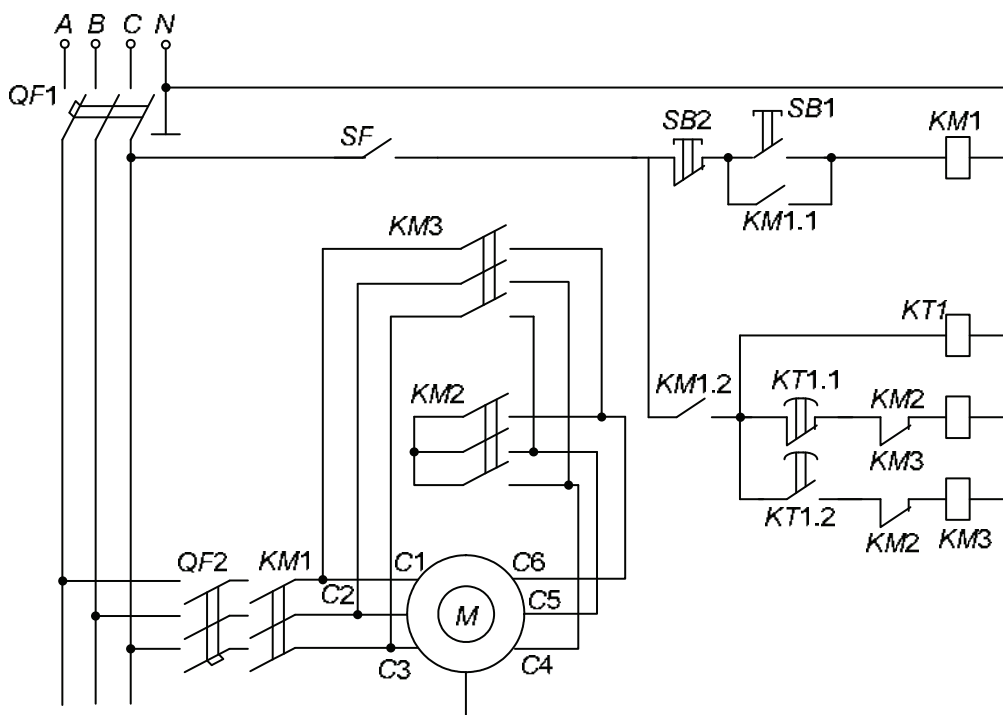 A B C N
QF1
SF
SB2
SB1
KM1
KM1.1
KM3
KT1
KM1.2
KT1.1
KM2
KM2
KM3
KT1.2
KM2
KM3
QF2
KM1
C1
C6
C2
C5
M
C3
C4